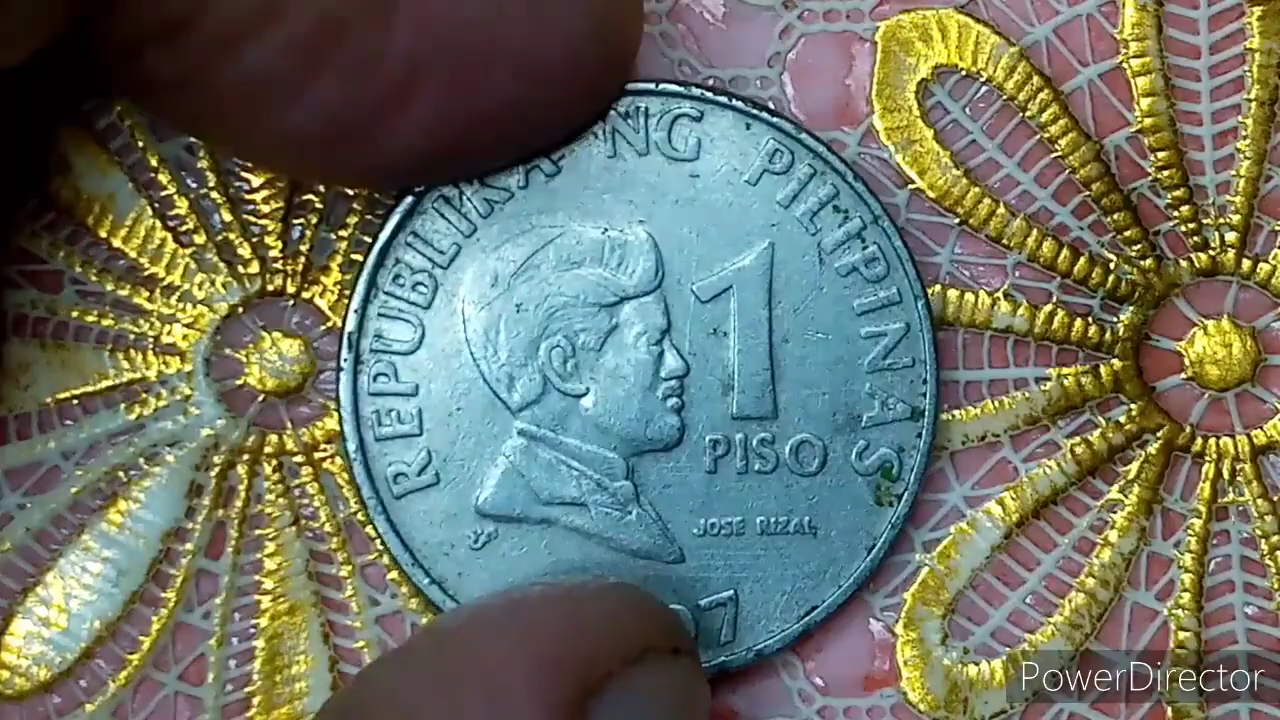 REPUBLIKA NG PILIPINAS
1
PISO
JOSE RIZAL
PowerDirector